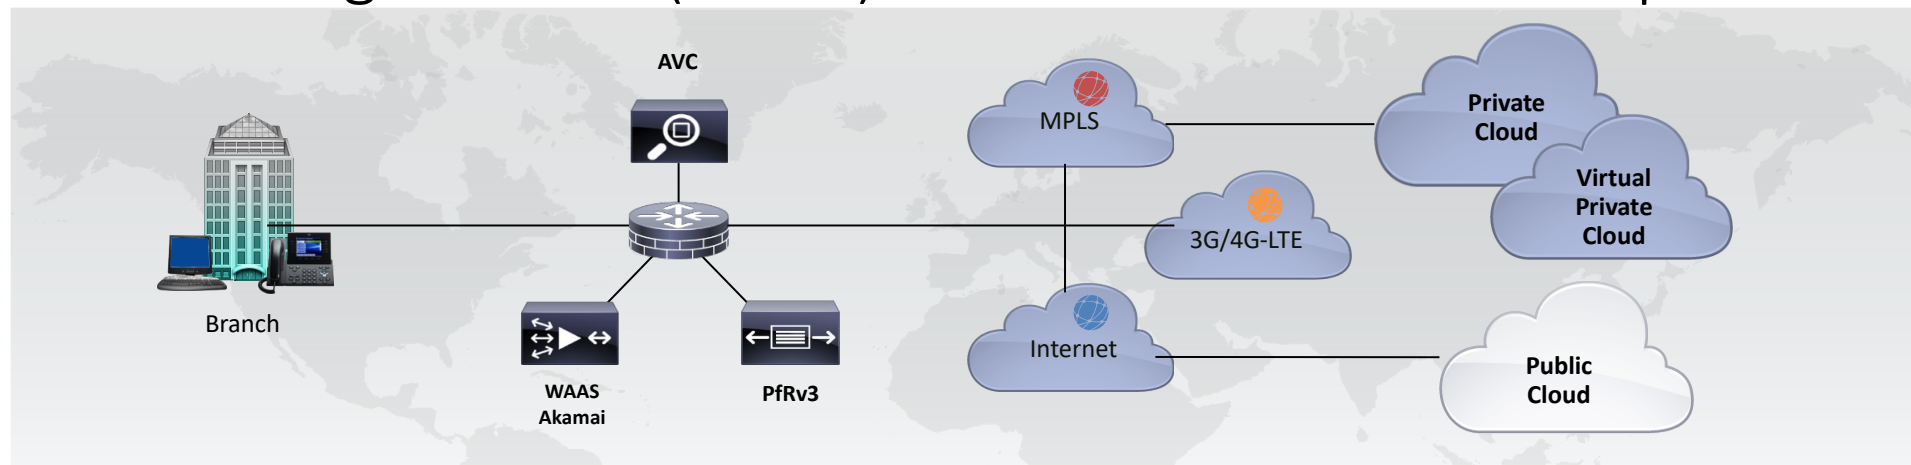 AVC
MPLS
Private
Cloud
Virtual
Private
Cloud
3G/4G-LTE
Branch
Internet
WAAS
Akamai
PfRv3
Public
Cloud